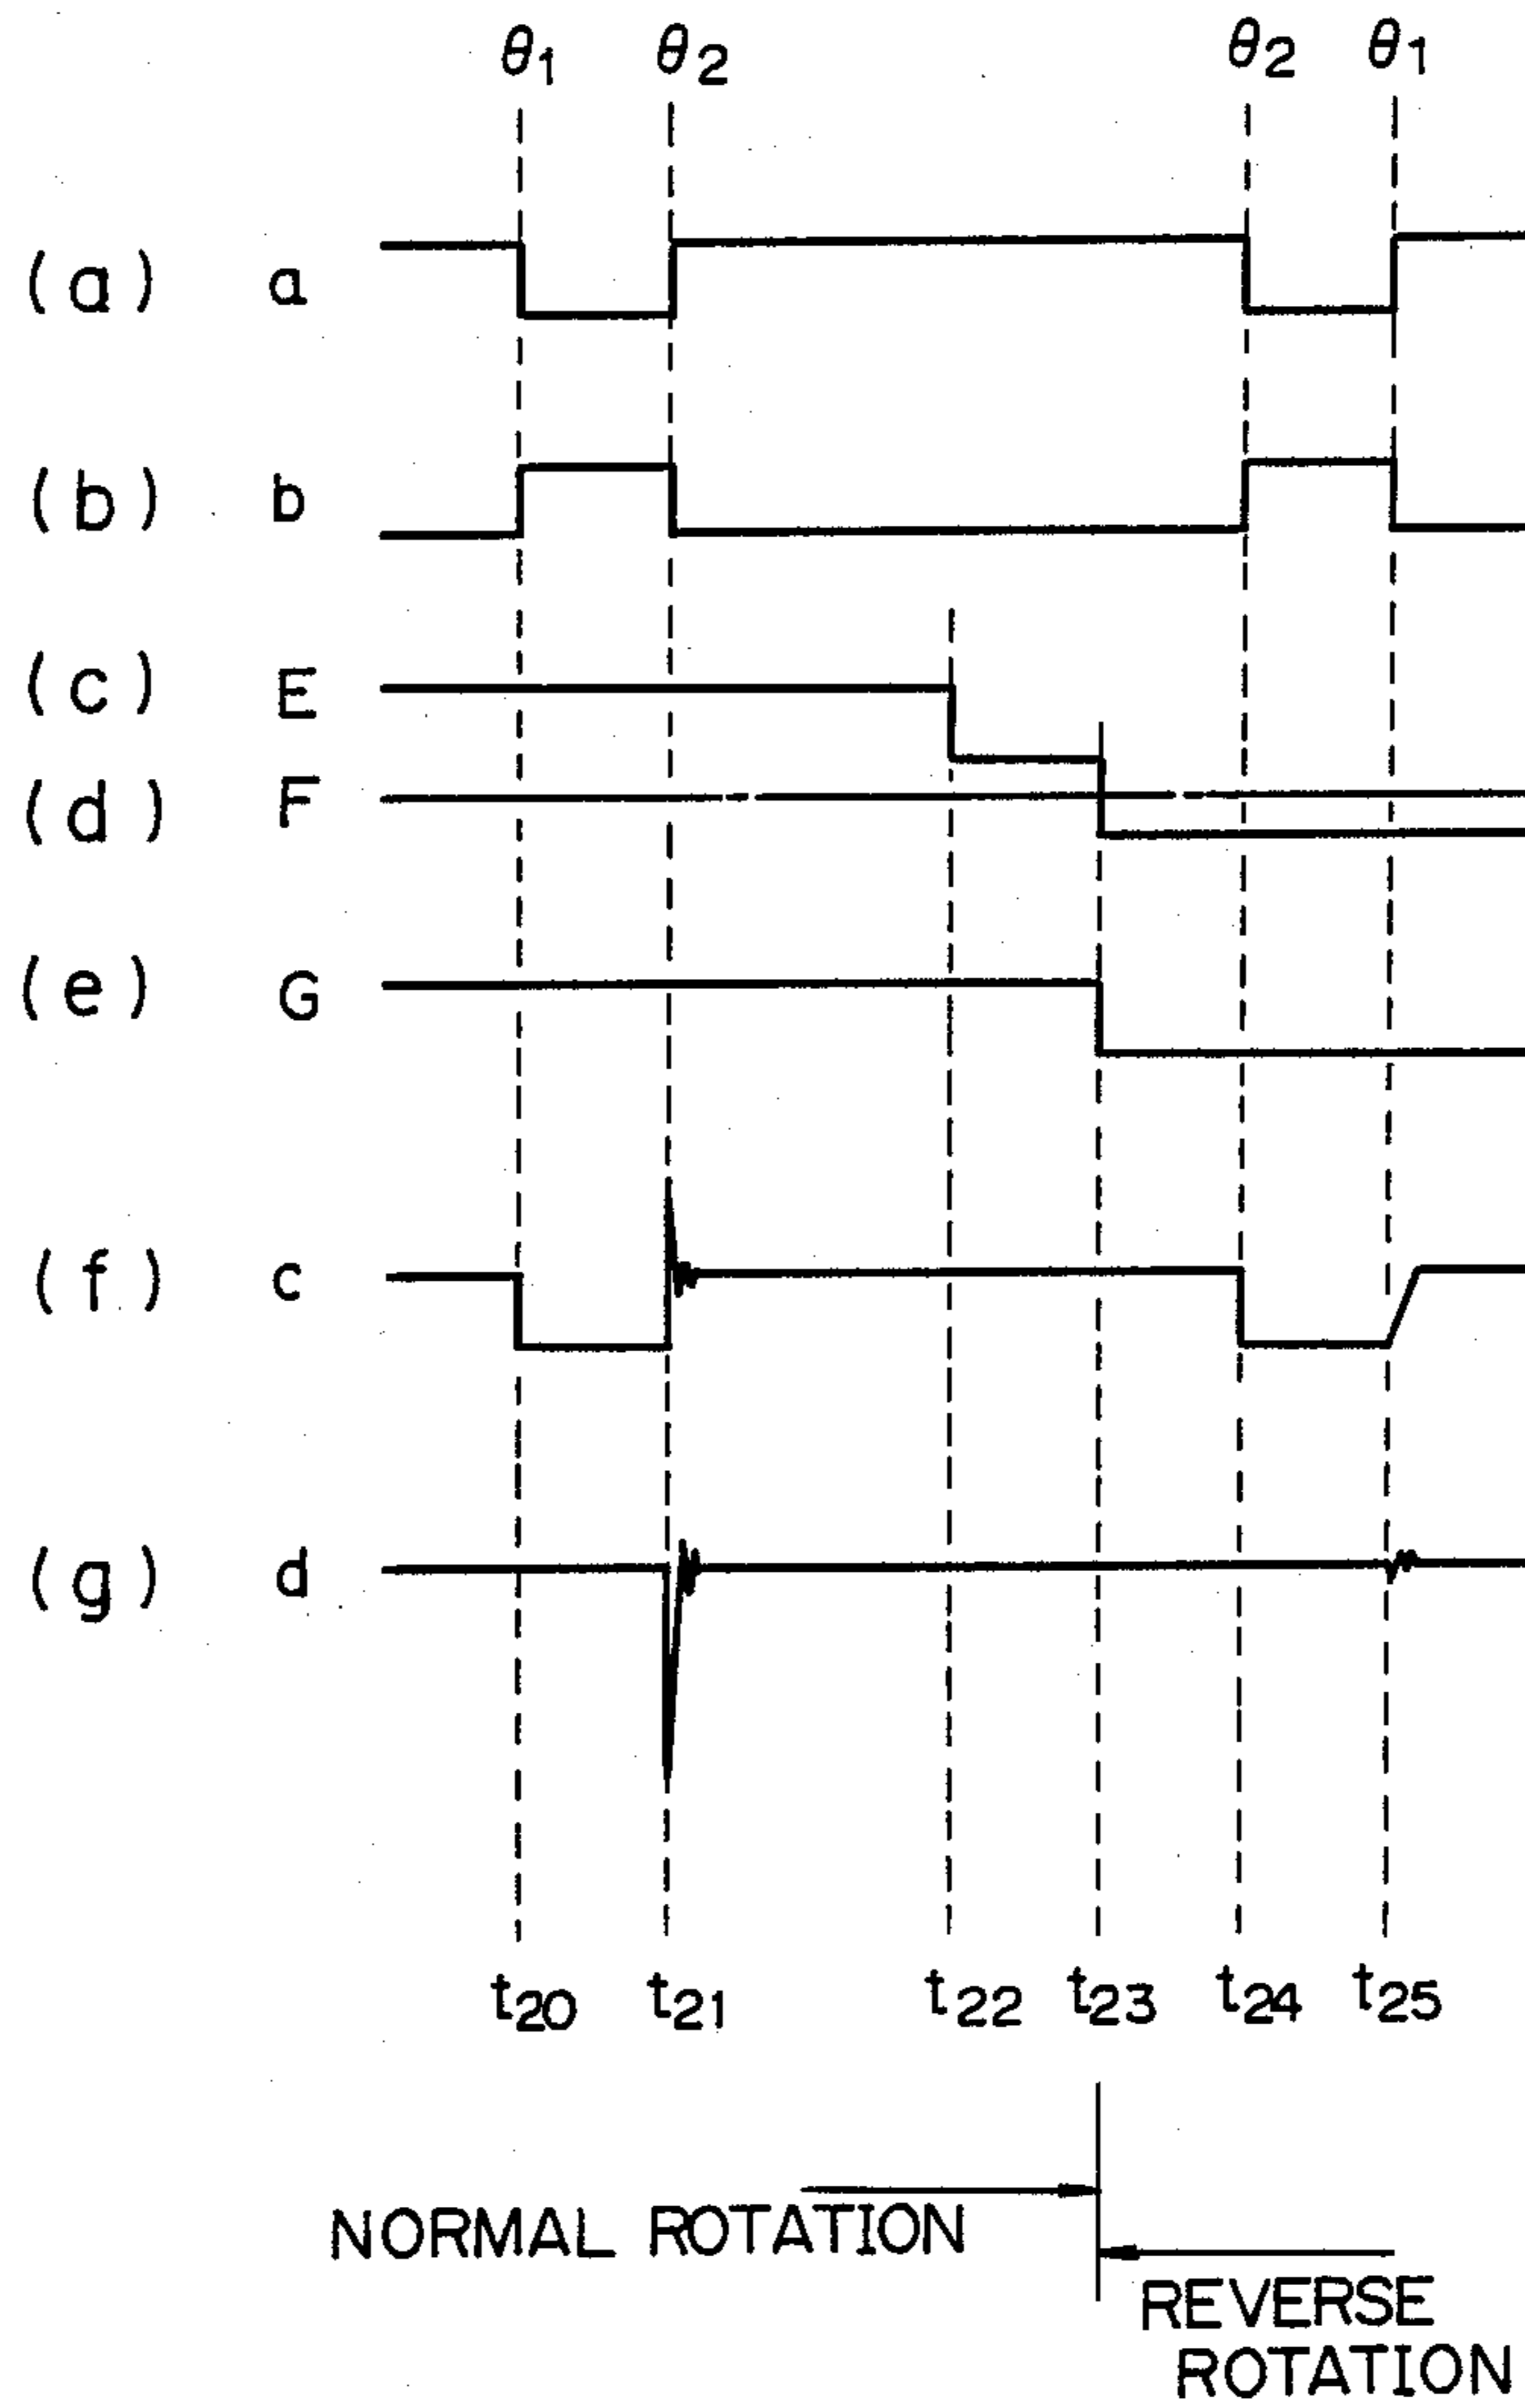 θ1 θ2 θ2 θ1
(a) a
(b) b
(c) E
(d) F
(e) G
(f) c
(g) d
t20 t21 t22 t23 t24 t25
NORMAL ROTATION
REVERSE
ROTATION